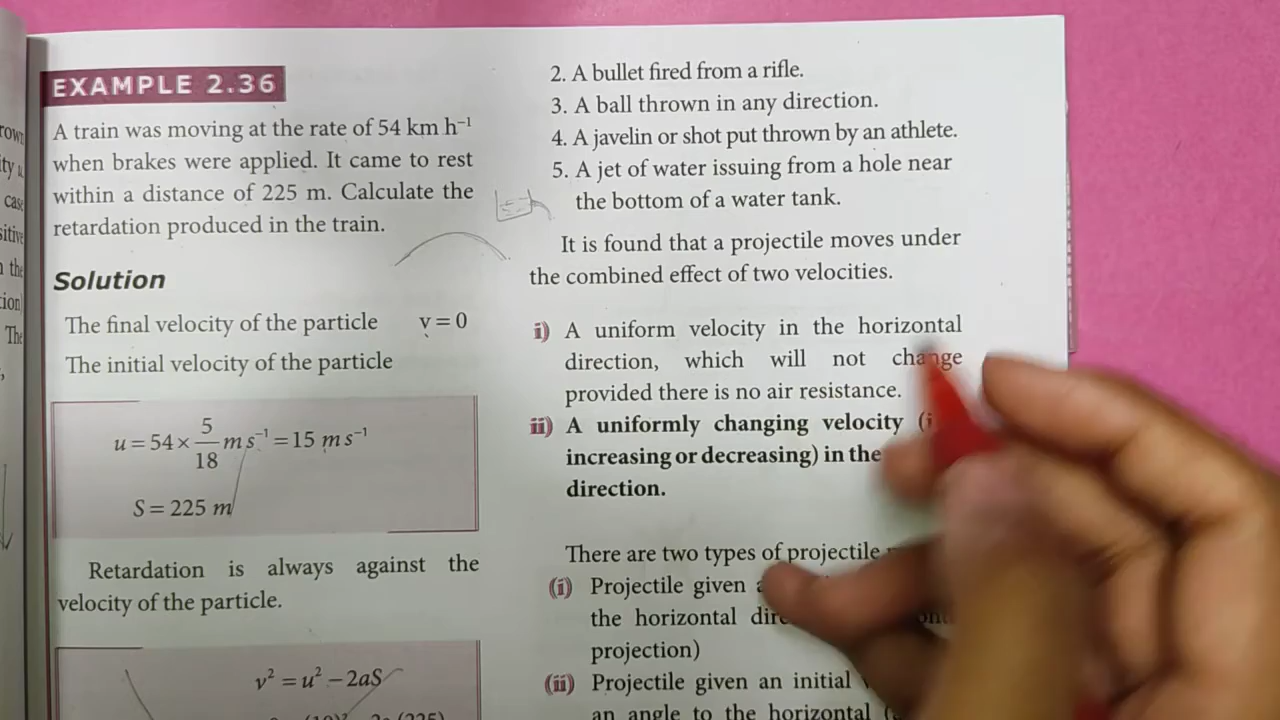 rown
ity u
case
sitive
n the
ction)
The
EXAMPLE 2.36
A train was moving at the rate of 54 km h⁻¹
when brakes were applied. It came to rest
within a distance of 225 m. Calculate the
retardation produced in the train.
Solution
The final velocity of the particle v = 0
The initial velocity of the particle
u = 54 × 5/18 m s⁻¹ = 15 m s⁻¹
S = 225 m
Retardation is always against the
velocity of the particle.
v² = u² − 2aS
2. A bullet fired from a rifle.
3. A ball thrown in any direction.
4. A javelin or shot put thrown by an athlete.
5. A jet of water issuing from a hole near
the bottom of a water tank.
It is found that a projectile moves under
the combined effect of two velocities.
i) A uniform velocity in the horizontal
direction, which will not change
provided there is no air resistance.
ii) A uniformly changing velocity (i
increasing or decreasing) in the
direction.
There are two types of projectile
(i) Projectile given a
the horizontal dire
projection)
(ii) Projectile given an initial
an angle to the horizontal (